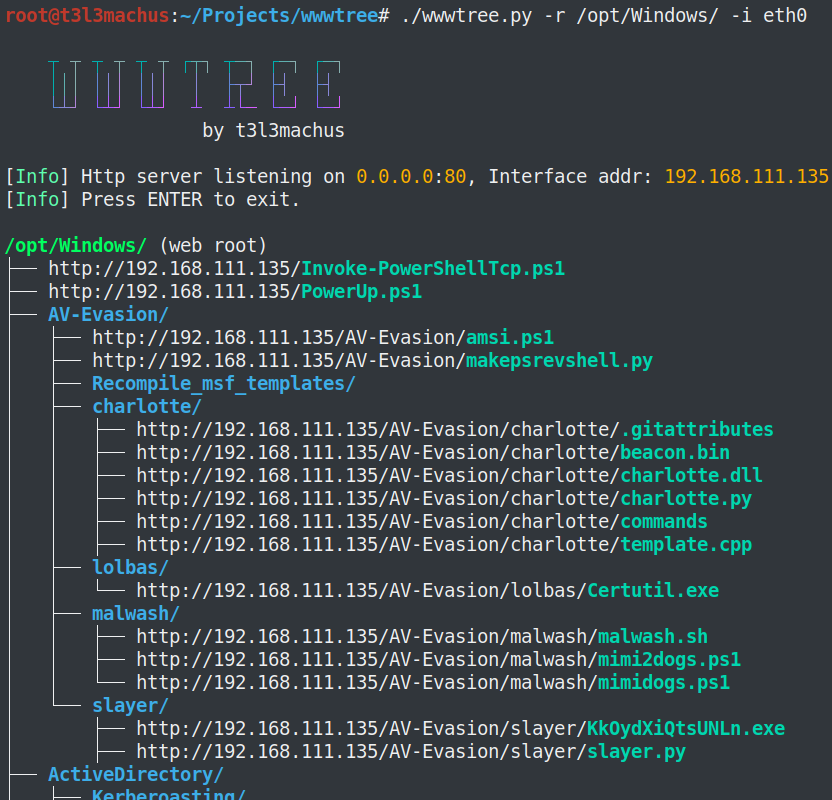 root@t3l3machus:~/Projects/wwwtree# ./wwwtree.py -r /opt/Windows/ -i eth0
WWWTREE
by t3l3machus
[Info] Http server listening on 0.0.0.0:80, Interface addr: 192.168.111.135
[Info] Press ENTER to exit.
/opt/Windows/ (web root)
├── http://192.168.111.135/Invoke-PowerShellTcp.ps1
├── http://192.168.111.135/PowerUp.ps1
├── AV-Evasion/
│   ├── http://192.168.111.135/AV-Evasion/amsi.ps1
│   ├── http://192.168.111.135/AV-Evasion/makepsrevshell.py
│   ├── Recompile_msf_templates/
│   ├── charlotte/
│   │   ├── http://192.168.111.135/AV-Evasion/charlotte/.gitattributes
│   │   ├── http://192.168.111.135/AV-Evasion/charlotte/beacon.bin
│   │   ├── http://192.168.111.135/AV-Evasion/charlotte/charlotte.dll
│   │   ├── http://192.168.111.135/AV-Evasion/charlotte/charlotte.py
│   │   ├── http://192.168.111.135/AV-Evasion/charlotte/commands
│   │   ├── http://192.168.111.135/AV-Evasion/charlotte/template.cpp
│   ├── lolbas/
│   │   └── http://192.168.111.135/AV-Evasion/lolbas/Certutil.exe
│   ├── malwash/
│   │   ├── http://192.168.111.135/AV-Evasion/malwash/malwash.sh
│   │   ├── http://192.168.111.135/AV-Evasion/malwash/mimi2dogs.ps1
│   │   └── http://192.168.111.135/AV-Evasion/malwash/mimidogs.ps1
│   └── slayer/
│       ├── http://192.168.111.135/AV-Evasion/slayer/KkOydXiQtsUNLn.exe
│       ├── http://192.168.111.135/AV-Evasion/slayer/slayer.py
├── ActiveDirectory/
│   ├── Kerberoasting/